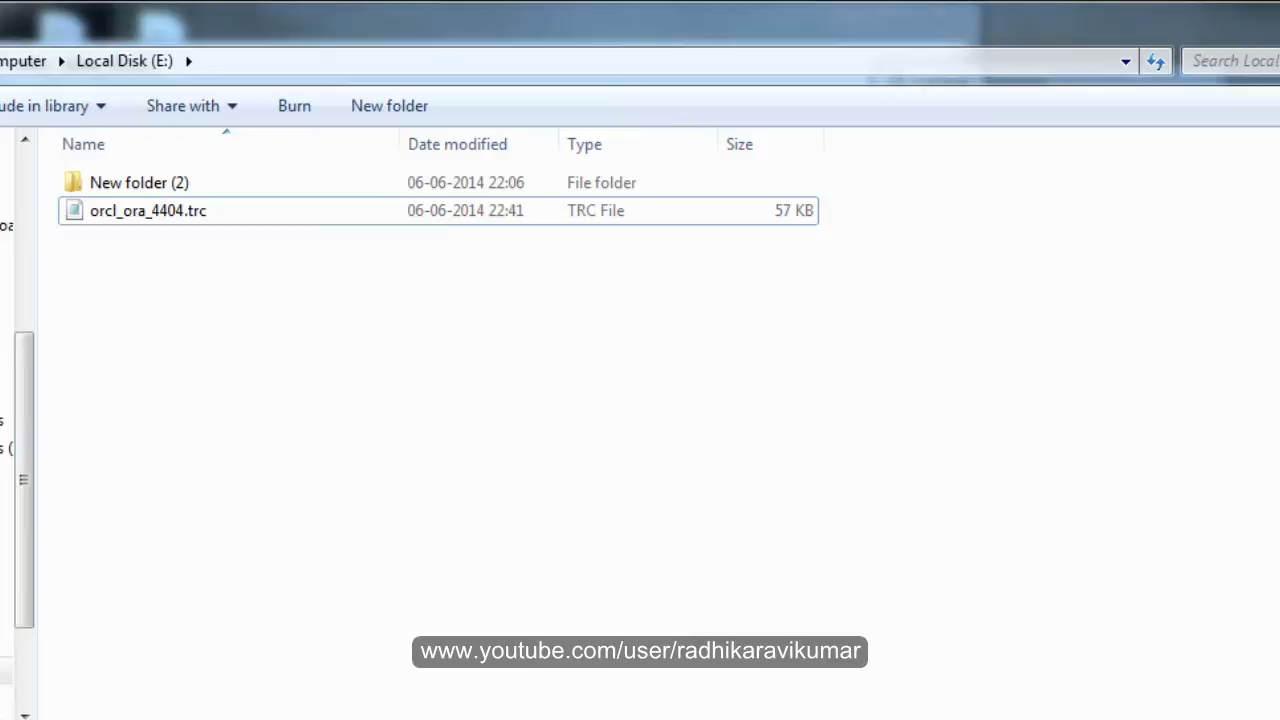 mputer ▸ Local Disk (E:) ▸ Search Local
ude in library Share with Burn New folder
Name Date modified Type Size
New folder (2) 06-06-2014 22:06 File folder
orcl_ora_4404.trc 06-06-2014 22:41 TRC File 57 KB
oa
s
s (
www.youtube.com/user/radhikaravikumar